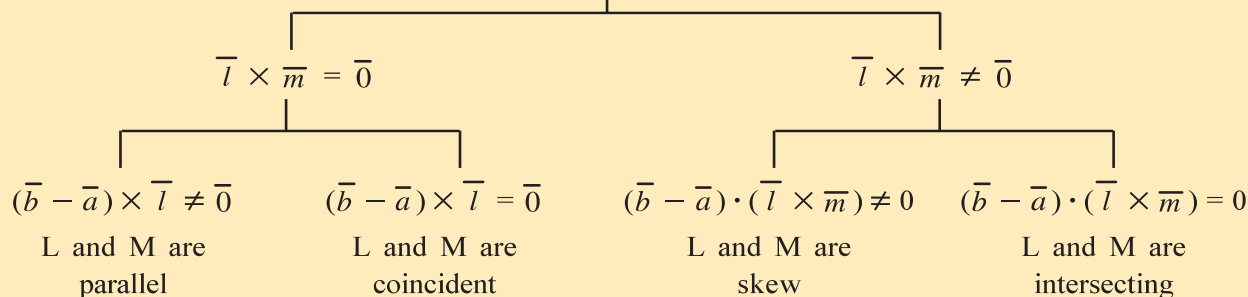 l̅ × m̅ = 0̅    l̅ × m̅ ≠ 0̅
(b̅ − a̅) × l̅ ≠ 0̅    (b̅ − a̅) × l̅ = 0̅    (b̅ − a̅) · (l̅ × m̅) ≠ 0    (b̅ − a̅) · (l̅ × m̅) = 0
L and M are    L and M are    L and M are    L and M are
parallel    coincident    skew    intersecting